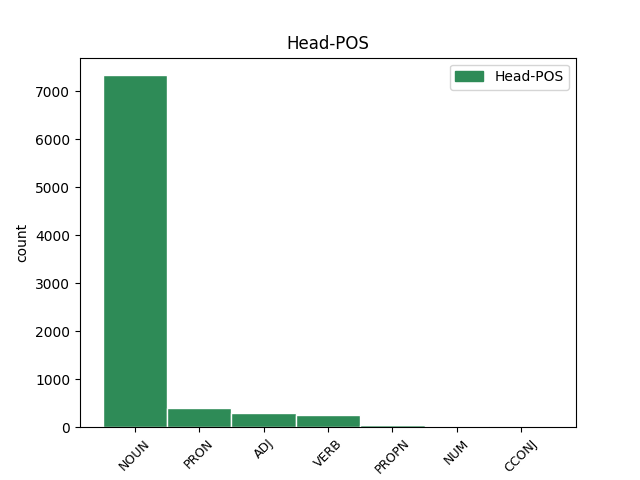 Head-POS
Head-POS
7000
6000
5000
4000
3000
2000
1000
0
count
NOUN
PRON
ADJ
VERB
PROPN
NUM
CCONJ